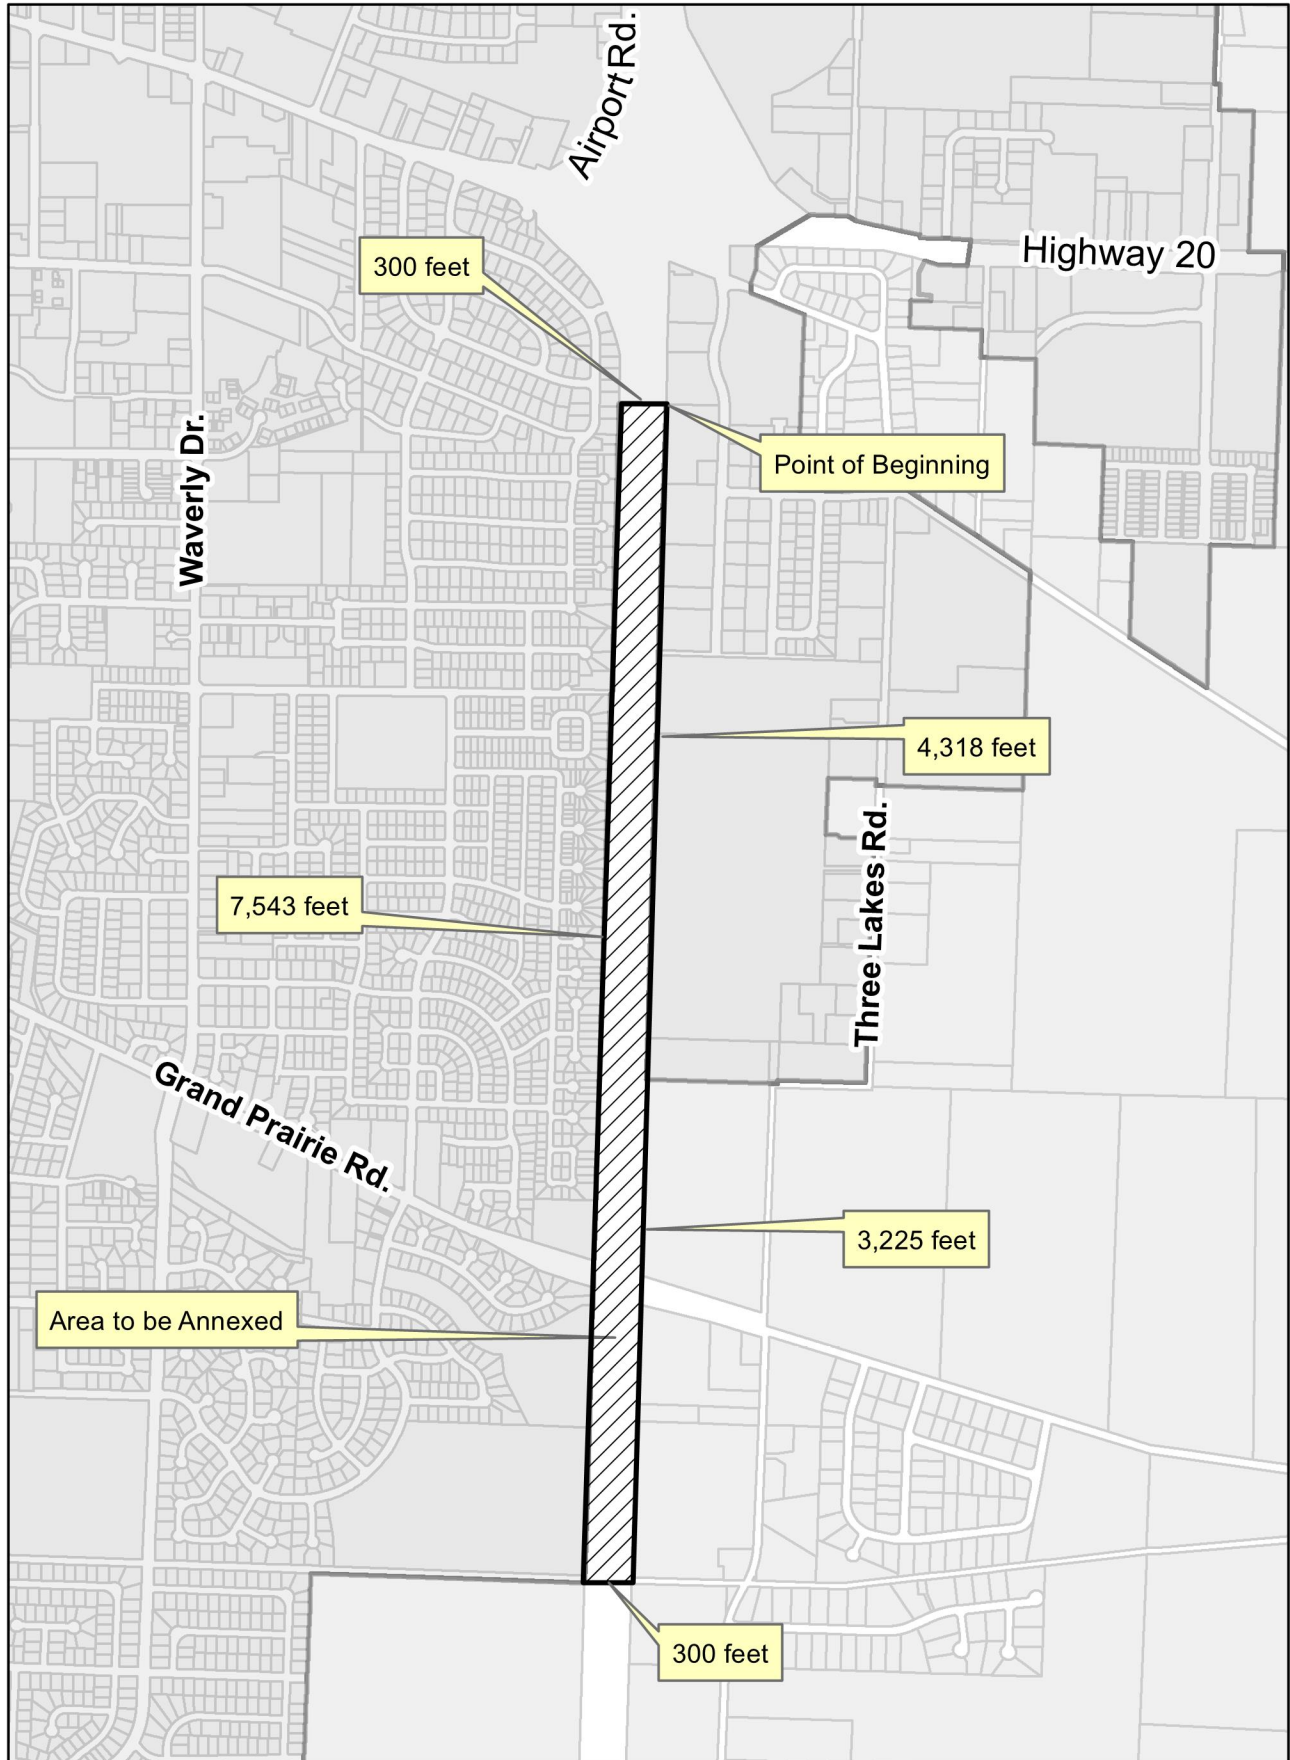 Airport Rd.
Highway 20
300 feet
Point of Beginning
Waverly Dr.
4,318 feet
Three Lakes Rd.
7,543 feet
Grand Prairie Rd.
3,225 feet
Area to be Annexed
300 feet